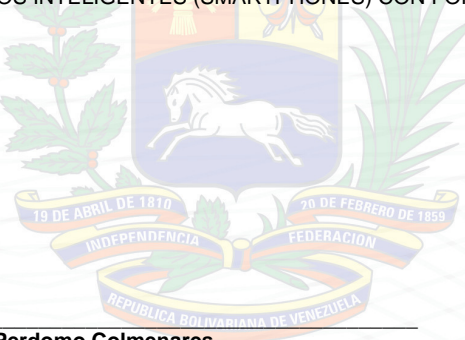 INTELIGENTES (SMARTPHONES) CON
19 DE ABRIL DE 1810
20 DE FEBRERO DE 1859
INDEPENDENCIA
FEDERACION
REPUBLICA BOLIVARIANA DE VENEZUELA
Perdomo Colmenares